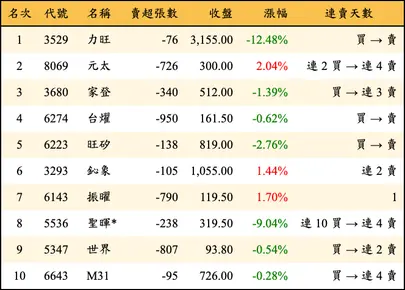 名次 代號 名稱 賣超張數 收盤 漲幅 連賣天數
1 3529 力旺 -76 3,155.00 -12.48% 買 → 賣
2 8069 元太 -726 300.00 2.04% 連 2 買 → 連 4 賣
3 3680 家登 -340 512.00 -1.39% 買 → 連 3 賣
4 6274 台燿 -950 161.50 -0.62% 買 → 賣
5 6223 旺矽 -138 819.00 -2.76% 買 → 賣
6 3293 鈊象 -105 1,055.00 1.44% 連 2 賣
7 6143 振曜 -790 119.50 1.70% 1
8 5536 聖暉* -238 319.50 -9.04% 連 10 買 → 連 4 賣
9 5347 世界 -807 93.80 -0.54% 買 → 連 2 賣
10 6643 M31 -95 726.00 -0.28% 買 → 連 4 賣